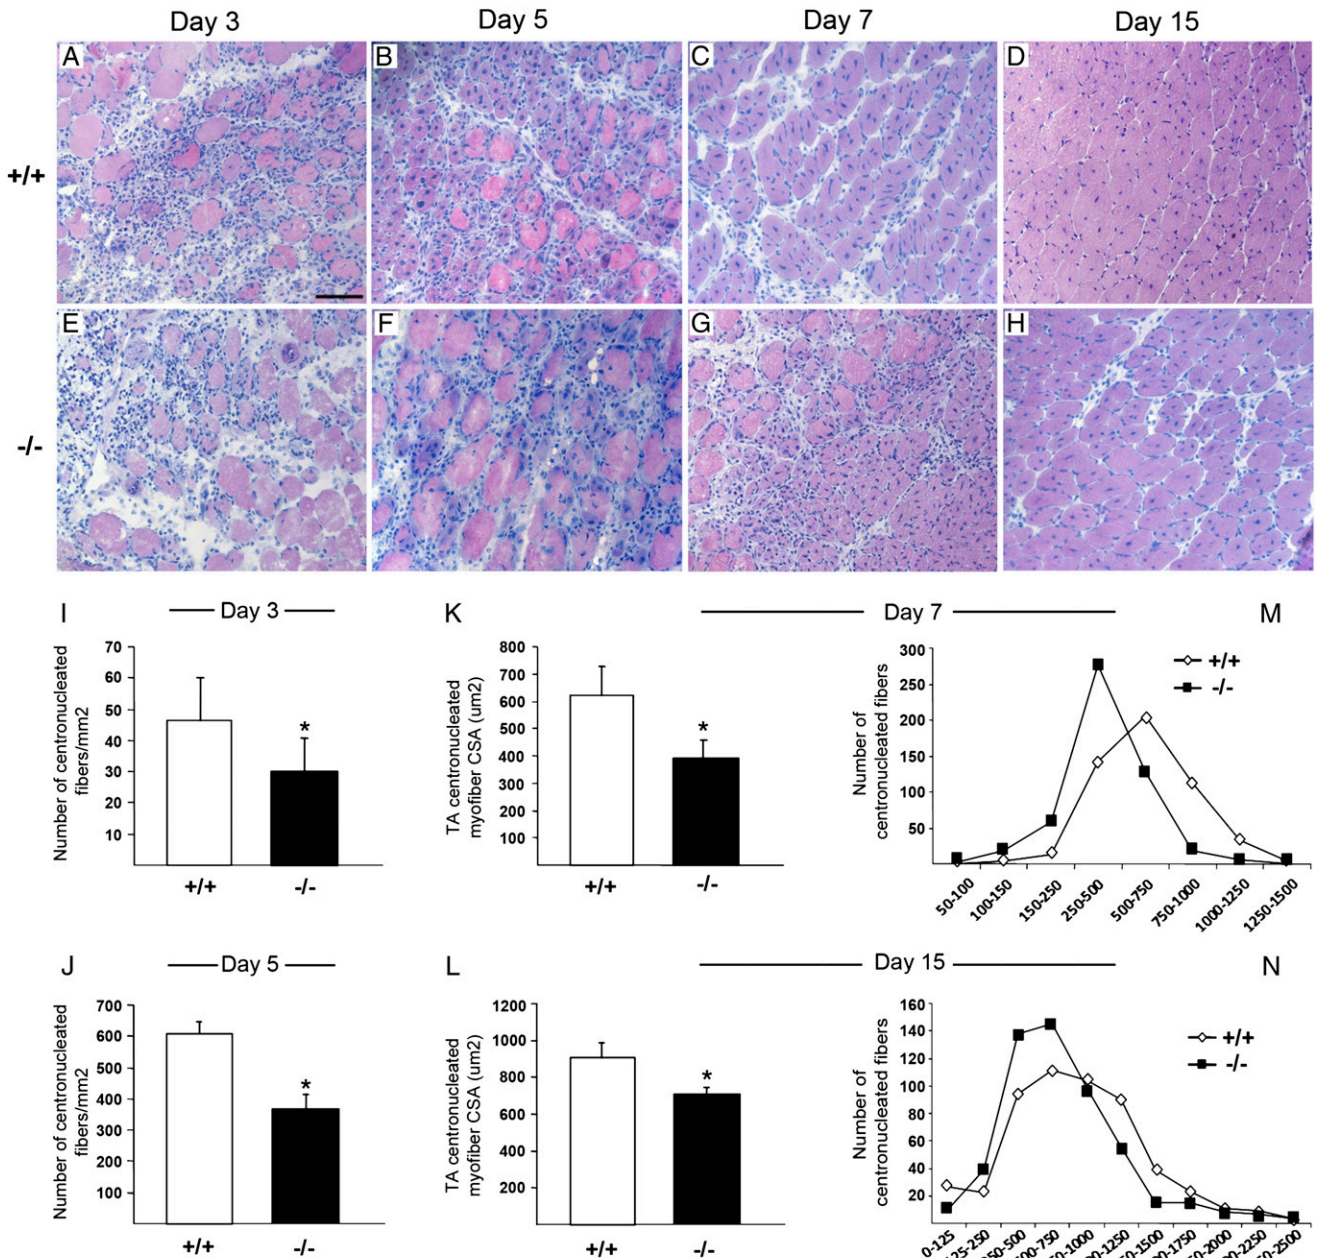 Day 3 Day 5 Day 7 Day 15
A B C D
+/+
E F G H
-/-
I Day 3
Number of centronucleated
fibers/mm2
70
60
50
40
30
20
10
*
+/+ -/-
K Day 7 M
TA centronucleated
myofiber CSA (um2)
800
700
600
500
400
300
200
100
*
+/+ -/-
Number of
centronucleated fibers
300
250
200
150
100
50
+/+
-/-
50-100 100-150 150-250 250-500 500-750 750-1000 1000-1250 1250-1500
J Day 5
Number of centronucleated
fibers/mm2
700
600
500
400
300
200
100
*
+/+ -/-
L Day 15 N
TA centronucleated
myofiber CSA (um2)
1200
1000
800
600
400
200
*
+/+ -/-
Number of
centronucleated fibers
160
140
120
100
80
60
40
20
+/+
-/-
0-125